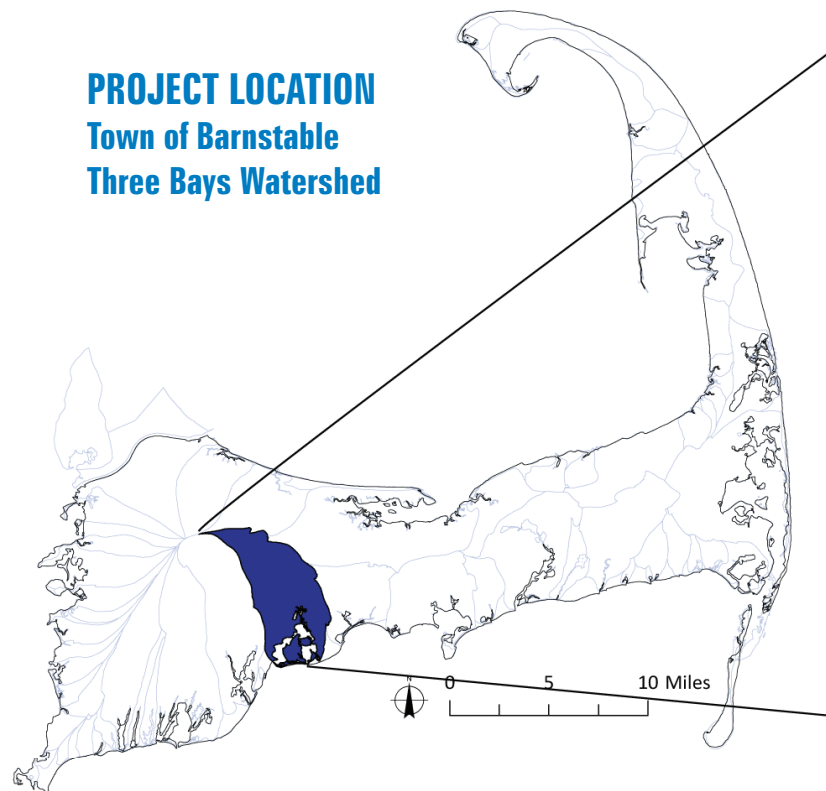 PROJECT LOCATION
Town of Barnstable
Three Bays Watershed
0 5 10 Miles